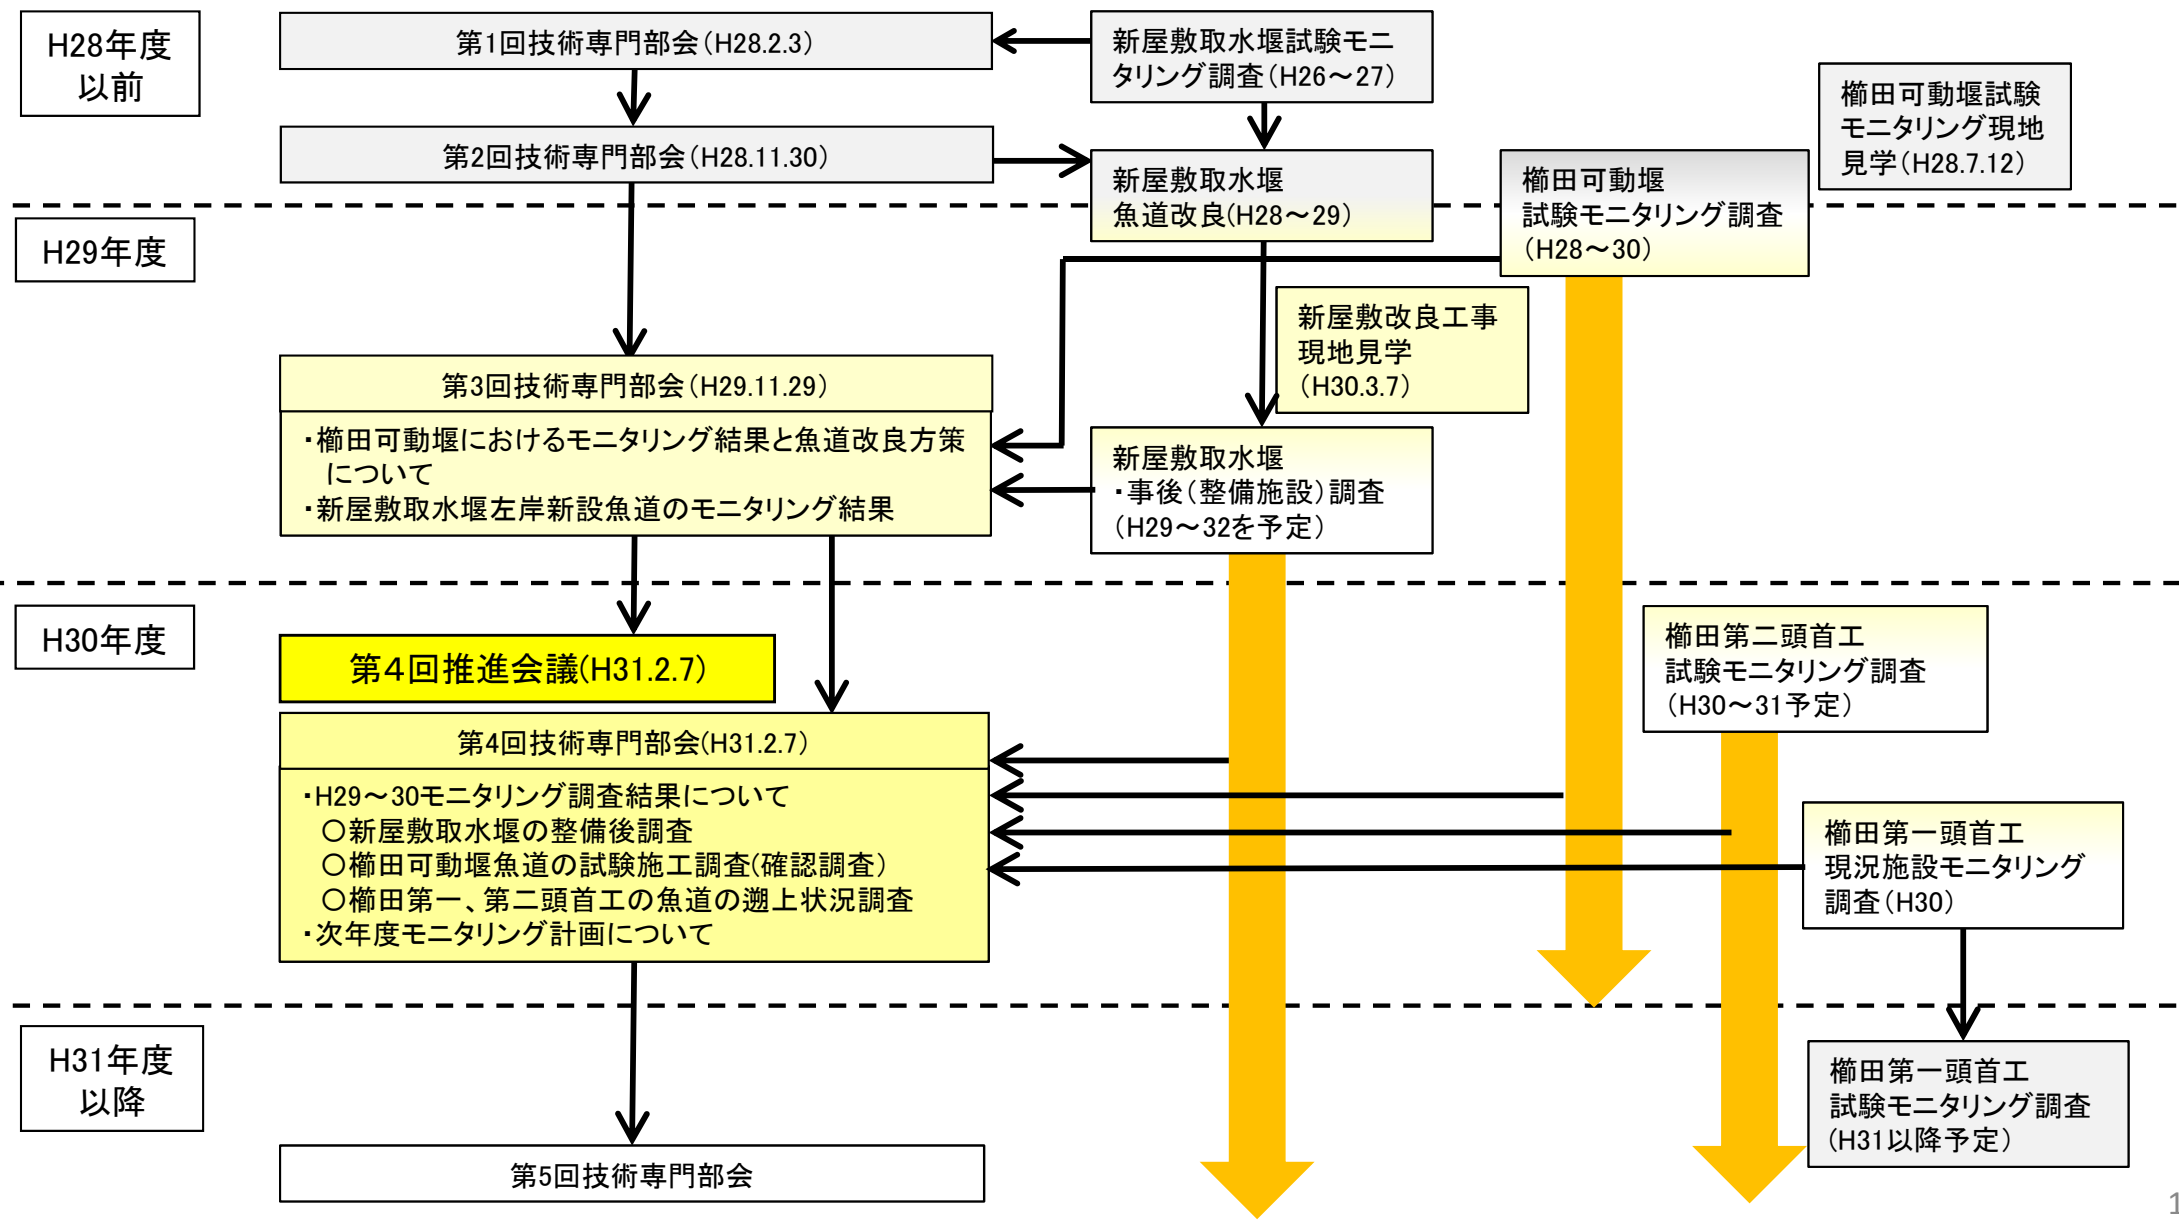 H28年度
以前
第1回技術専門部会（H28.2.3）
新屋敷取水堰試験モニ
タリング調査（H26～27）
櫛田可動堰試験
モニタリング現地
見学（H28.7.12）
第2回技術専門部会（H28.11.30）
新屋敷取水堰
魚道改良(H28～29）
櫛田可動堰
試験モニタリング調査
（H28～30）
H29年度
新屋敷改良工事
現地見学
（H30.3.7）
第3回技術専門部会（H29.11.29）
・櫛田可動堰におけるモニタリング結果と魚道改良方策
について
・新屋敷取水堰左岸新設魚道のモニタリング結果
新屋敷取水堰
・事後（整備施設）調査
（H29～32を予定）
H30年度
第４回推進会議(H31.2.7）
櫛田第二頭首工
試験モニタリング調査
（H30～31予定）
第4回技術専門部会(H31.2.7）
・H29～30モニタリング調査結果について
○新屋敷取水堰の整備後調査
○櫛田可動堰魚道の試験施工調査(確認調査）
○櫛田第一、第二頭首工の魚道の遡上状況調査
・次年度モニタリング計画について
櫛田第一頭首工
現況施設モニタリング
調査（H30）
H31年度
以降
櫛田第一頭首工
試験モニタリング調査
(H31以降予定）
第5回技術専門部会
1